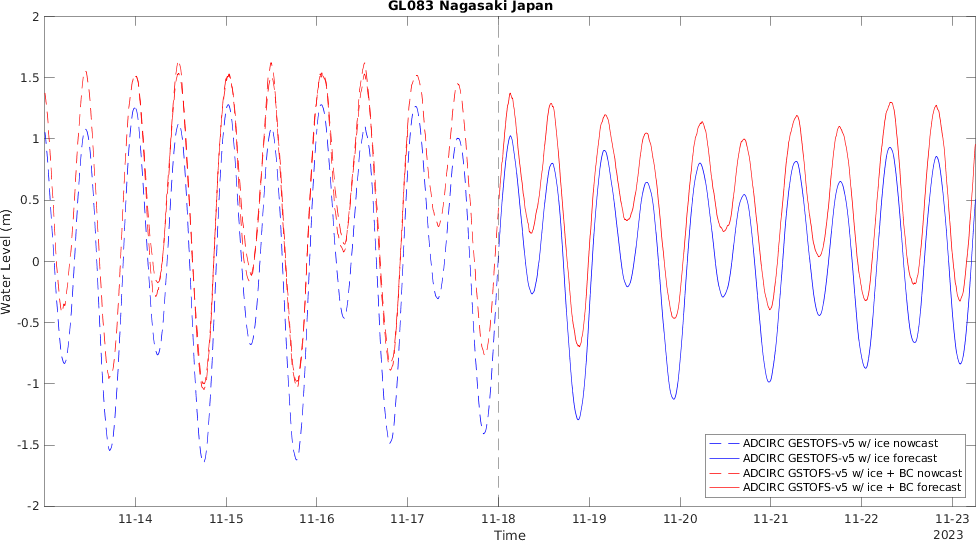 GL083 Nagasaki Japan
2
1.5
1
0.5
0
-0.5
-1
-1.5
-2
Water Level (m)
ADCIRC GESTOFS-v5 w/ ice nowcast
ADCIRC GESTOFS-v5 w/ ice forecast
ADCIRC GSTOFS-v5 w/ ice + BC nowcast
ADCIRC GSTOFS-v5 w/ ice + BC forecast
11-14 11-15 11-16 11-17 11-18 11-19 11-20 11-21 11-22 11-23
Time 2023